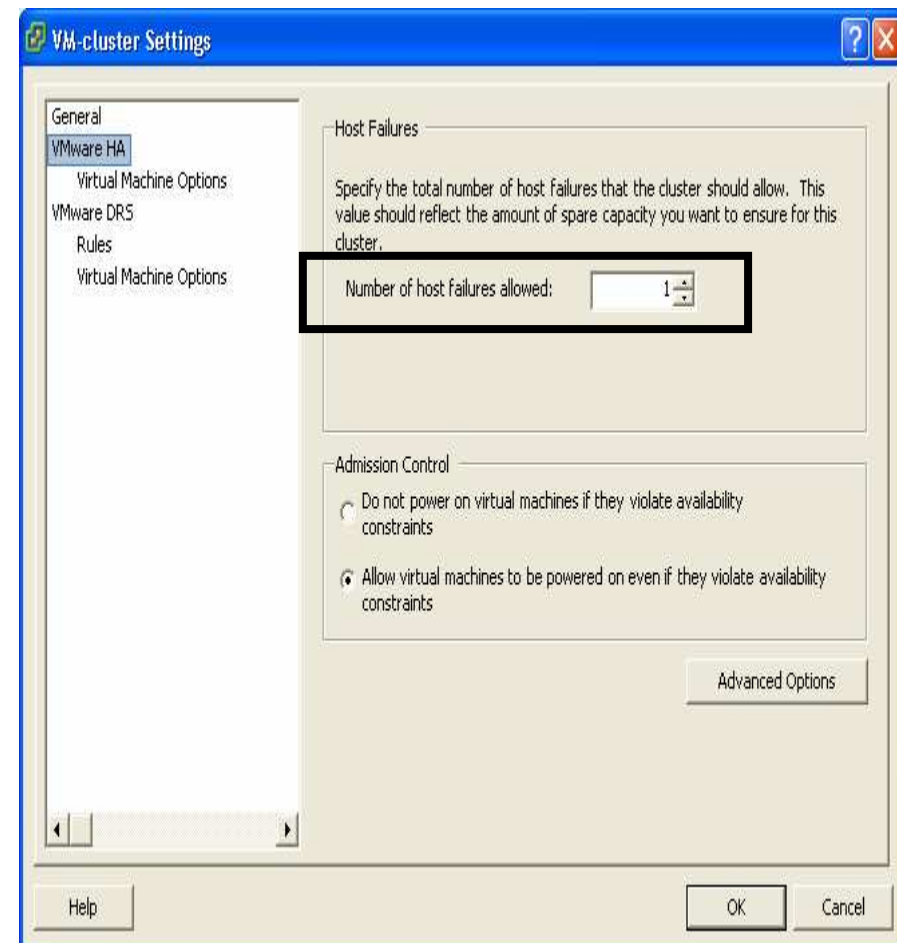 VM-cluster Settings
General
VMware HA
Virtual Machine Options
VMware DRS
Rules
Virtual Machine Options
Host Failures
Specify the total number of host failures that the cluster should allow. This
value should reflect the amount of spare capacity you want to ensure for this
cluster.
Number of host failures allowed: 1
Admission Control
Do not power on virtual machines if they violate availability
constraints
Allow virtual machines to be powered on even if they violate availability
constraints
Advanced Options
Help
OK
Cancel